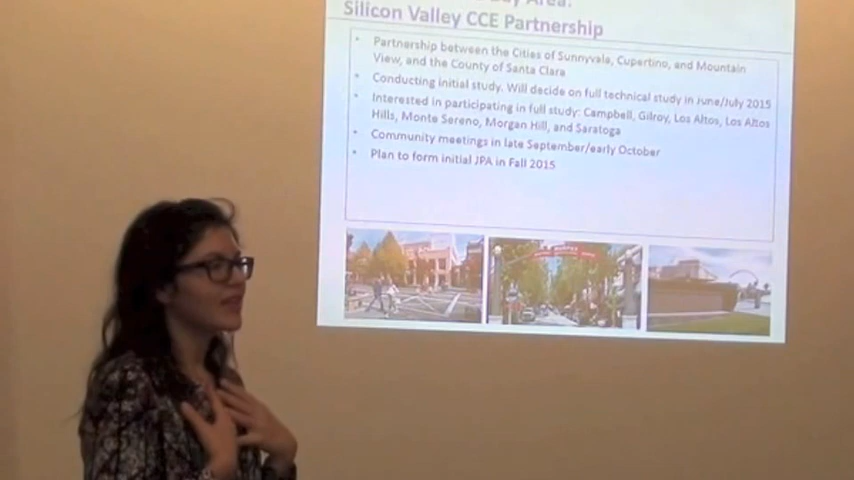 Area:
Silicon Valley CCE Partnership
• Partnership between the Cities of Sunnyvale, Cupertino, and Mountain
View, and the County of Santa Clara
• Conducting initial study. Will decide on full technical study in June/July 2015
• Interested in participating in full study: Campbell, Gilroy, Los Altos, Los Altos
Hills, Monte Sereno, Morgan Hill, and Saratoga
• Community meetings in late September/early October
• Plan to form initial JPA in Fall 2015